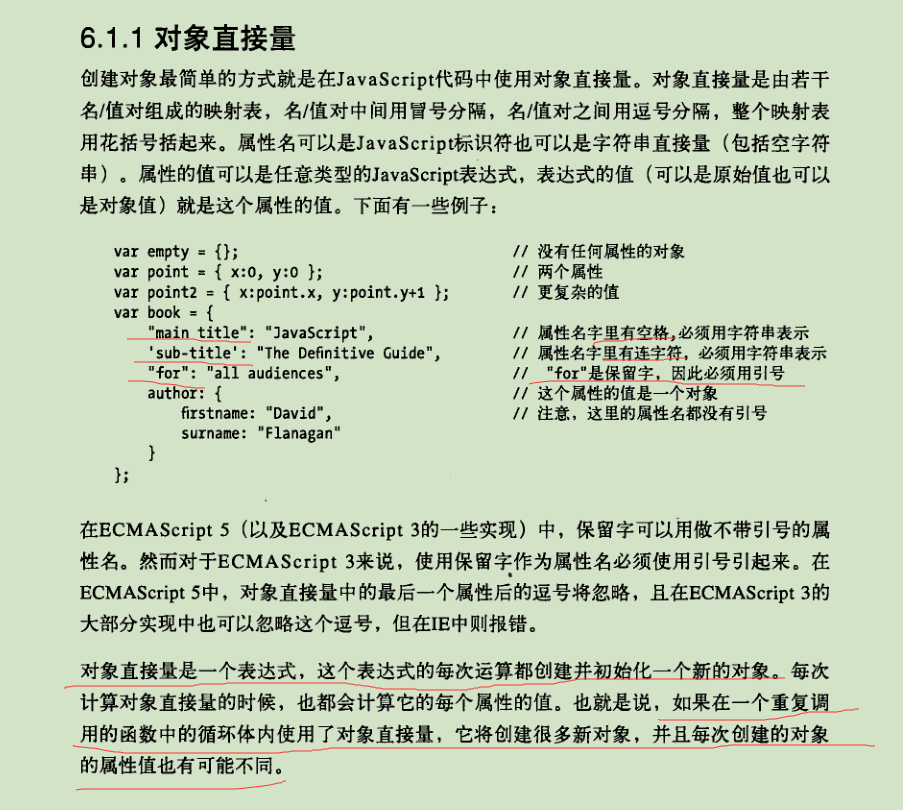 6.1.1 对象直接量
创建对象最简单的方式就是在JavaScript代码中使用对象直接量。对象直接量是由若干
名/值对组成的映射表，名/值对中间用冒号分隔，名/值对之间用逗号分隔，整个映射表
用花括号括起来。属性名可以是JavaScript标识符也可以是字符串直接量（包括空字符
串）。属性的值可以是任意类型的JavaScript表达式，表达式的值（可以是原始值也可以
是对象值）就是这个属性的值。下面有一些例子：
var empty = {}; // 没有任何属性的对象
var point = { x:0, y:0 }; // 两个属性
var point2 = { x:point.x, y:point.y+1 }; // 更复杂的值
var book = {
"main title": "JavaScript", // 属性名字里有空格,必须用字符串表示
'sub-title': "The Definitive Guide", // 属性名字里有连字符，必须用字符串表示
"for": "all audiences", // "for"是保留字，因此必须用引号
author: { // 这个属性的值是一个对象
firstname: "David", // 注意，这里的属性名都没有引号
surname: "Flanagan"
}
};
在ECMAScript 5（以及ECMAScript 3的一些实现）中，保留字可以用做不带引号的属
性名。然而对于ECMAScript 3来说，使用保留字作为属性名必须使用引号引起来。在
ECMAScript 5中，对象直接量中的最后一个属性后的逗号将忽略，且在ECMAScript 3的
大部分实现中也可以忽略这个逗号，但在IE中则报错。
对象直接量是一个表达式，这个表达式的每次运算都创建并初始化一个新的对象。每次
计算对象直接量的时候，也都会计算它的每个属性的值。也就是说，如果在一个重复调
用的函数中的循环体内使用了对象直接量，它将创建很多新对象，并且每次创建的对象
的属性值也有可能不同。